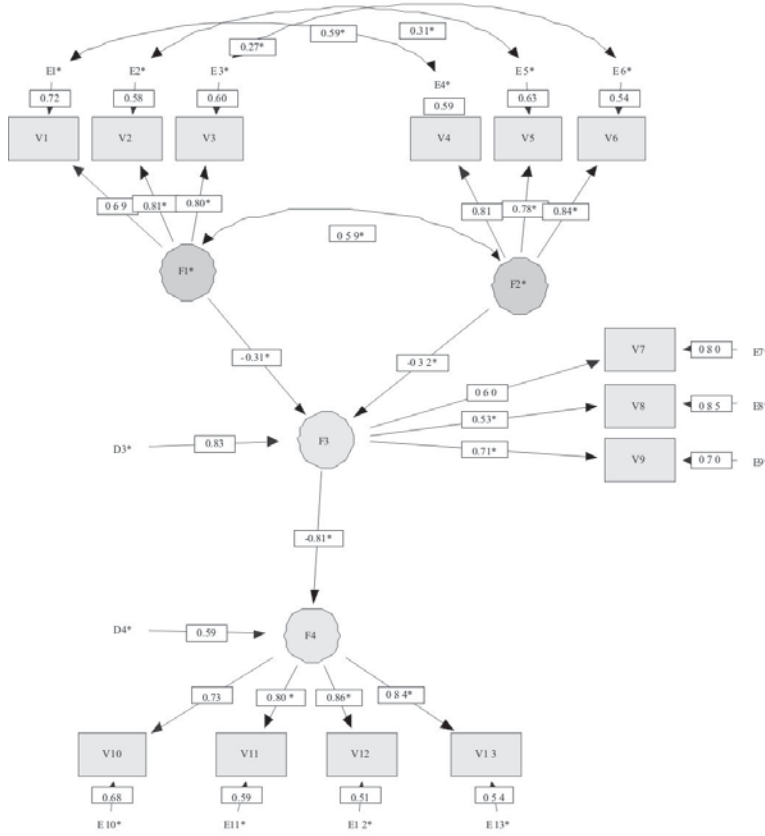 0.59*
0.31*
0.27*
E1*
E2*
E3*
E4*
E5*
E6*
0.72
0.58
0.60
0.59
0.63
0.54
V1
V2
V3
V4
V5
V6
0 6 9
0.81*
0.80*
0.81
0.78*
0.84*
0 5 9*
F1*
F2*
-0.31*
-0 3 2*
V7
0 8 0
E7
0 6 0
V8
0 8 5
E8
0.53*
F3
D3*
0.83
0.71*
V9
0 7 0
E9
-0.81*
D4*
0.59
F4
0.73
0.80 *
0.86*
0 8 4*
V10
V11
V12
V1 3
0.68
0.59
0.51
0 5 4
E10*
E11*
E1 2*
E13*